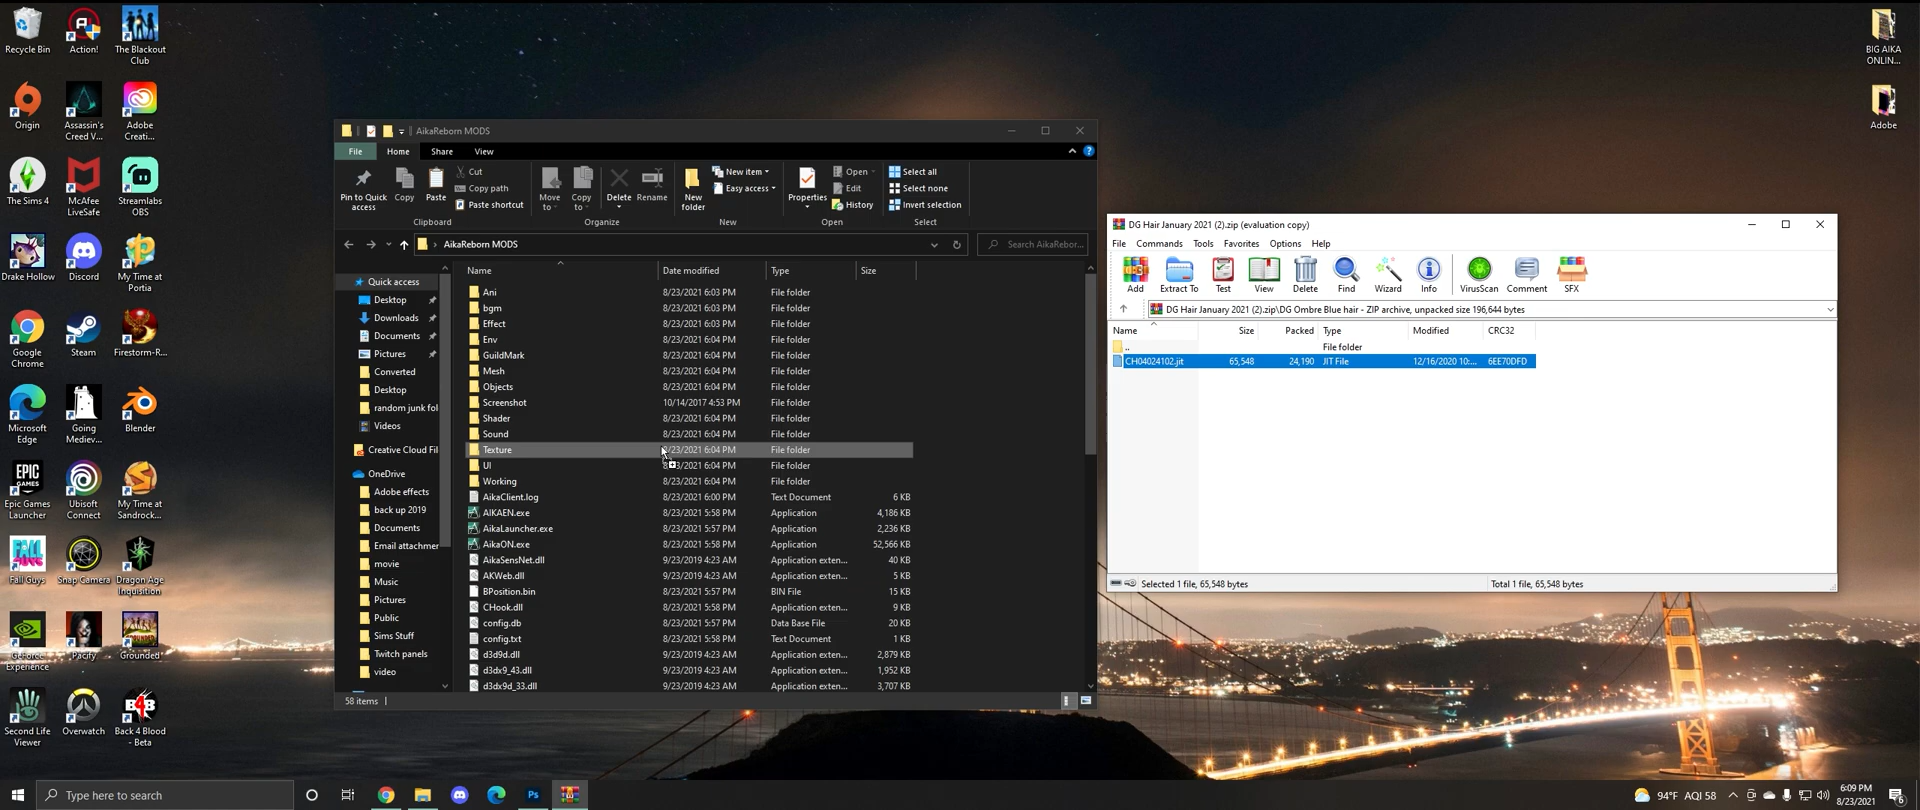 Recycle Bin
Action!
The Blackout
Club
Origin
Assassin's
Creed V...
Adobe
Creati...
The Sims 4
McAfee
LiveSafe
Streamlabs
OBS
Drake Hollow
Discord
My Time at
Portia
Google
Chrome
Steam
Firestorm-R...
Microsoft
Edge
Going
Mediev...
Blender
Epic Games
Launcher
Ubisoft
Connect
My Time at
Sandrock...
Fall Guys
Snap Camera
Dragon Age
Inquisition
GeForce
Experience
Pacify
Grounded
Second Life
Viewer
Overwatch
Back 4 Blood
- Beta
BIG AIKA
ONLIN...
Adobe
AikaReborn MODS
File Home Share View
Pin to Quick
access
Copy
Paste
Cut
Copy path
Paste shortcut
Clipboard
Move
to
Copy
to
Delete
Rename
Organize
New
folder
New item
Easy access
New
Properties
Open
Edit
History
Open
Select all
Select none
Invert selection
Select
AikaReborn MODS
Search AikaRebor...
Quick access
Desktop
Downloads
Documents
Pictures
Converted
Desktop
random junk fol
Videos
Creative Cloud Fil
OneDrive
Adobe effects
back up 2019
Documents
Email attachmer
movie
Music
Pictures
Public
Sims Stuff
Twitch panels
video
Name Date modified Type Size
Ani 8/23/2021 6:03 PM File folder
bgm 8/23/2021 6:03 PM File folder
Effect 8/23/2021 6:03 PM File folder
Env 8/23/2021 6:04 PM File folder
GuildMark 8/23/2021 6:04 PM File folder
Mesh 8/23/2021 6:04 PM File folder
Objects 8/23/2021 6:04 PM File folder
Screenshot 10/14/2017 4:53 PM File folder
Shader 8/23/2021 6:04 PM File folder
Sound 8/23/2021 6:04 PM File folder
Texture 8/23/2021 6:04 PM File folder
UI 6:04 PM File folder
Working 8/23/2021 6:04 PM File folder
AikaClient.log 8/23/2021 6:00 PM Text Document 6 KB
AIKAEN.exe 8/23/2021 5:58 PM Application 4,186 KB
AikaLauncher.exe 8/23/2021 5:57 PM Application 2,236 KB
AikaON.exe 8/23/2021 5:58 PM Application 52,566 KB
AikaSensNet.dll 9/23/2019 4:23 AM Application exten... 40 KB
AKWeb.dll 9/23/2019 4:23 AM Application exten... 5 KB
BPosition.bin 8/23/2021 5:57 PM BIN File 15 KB
CHook.dll 8/23/2021 5:58 PM Application exten... 9 KB
config.db 8/23/2021 5:57 PM Data Base File 20 KB
config.txt 8/23/2021 5:58 PM Text Document 1 KB
d3d9d.dll 9/23/2019 4:23 AM Application exten... 2,879 KB
d3dx9_43.dll 9/23/2019 4:23 AM Application exten... 1,952 KB
d3dx9d_33.dll 9/23/2019 4:23 AM Application exten... 3,707 KB
58 items
DG Hair January 2021 (2).zip (evaluation copy)
File Commands Tools Favorites Options Help
Add Extract To Test View Delete Find Wizard Info VirusScan Comment SFX
DG Hair January 2021 (2).zip\DG Ombre Blue hair - ZIP archive, unpacked size 196,644 bytes
Name Size Packed Type Modified CRC32
.. File folder
CH04024102.jit 65,548 24,190 JIT File 12/16/2020 10:... 6EE70DFD
Selected 1 file, 65,548 bytes Total 1 file, 65,548 bytes
Type here to search
94°F AQI 58
6:09 PM
8/23/2021
6